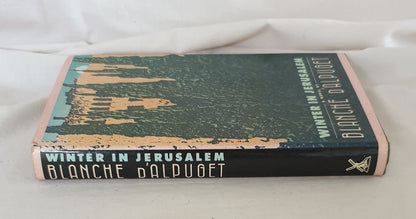 WINTER IN JERUSALEM
BLANCHE D'ALPUGET
WINTER IN JERUSALEM
BLANCHE D'ALPUGET